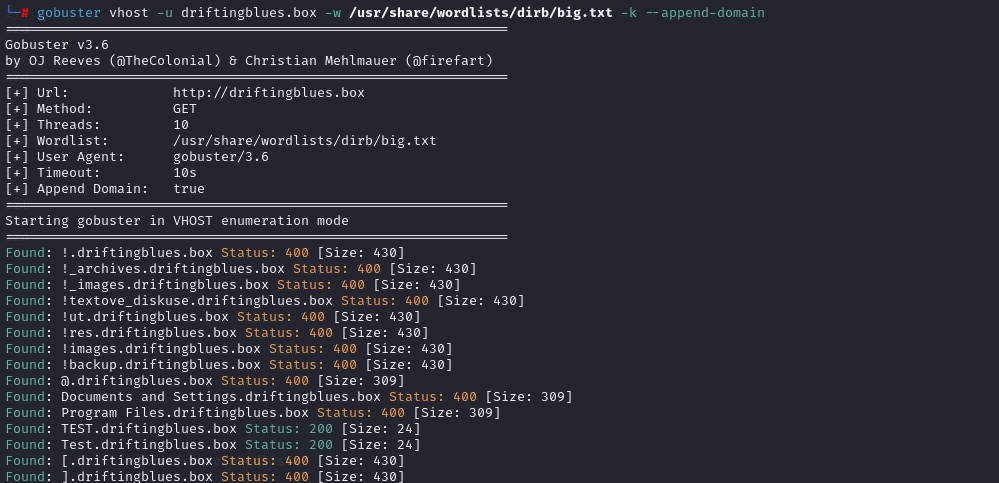 └─# gobuster vhost -u driftingblues.box -w /usr/share/wordlists/dirb/big.txt -k --append-domain
===============================================================
Gobuster v3.6
by OJ Reeves (@TheColonial) & Christian Mehlmauer (@firefart)
===============================================================
[+] Url: http://driftingblues.box
[+] Method: GET
[+] Threads: 10
[+] Wordlist: /usr/share/wordlists/dirb/big.txt
[+] User Agent: gobuster/3.6
[+] Timeout: 10s
[+] Append Domain: true
===============================================================
Starting gobuster in VHOST enumeration mode
===============================================================
Found: !.driftingblues.box Status: 400 [Size: 430]
Found: !_archives.driftingblues.box Status: 400 [Size: 430]
Found: !_images.driftingblues.box Status: 400 [Size: 430]
Found: !textove_diskuse.driftingblues.box Status: 400 [Size: 430]
Found: !ut.driftingblues.box Status: 400 [Size: 430]
Found: !res.driftingblues.box Status: 400 [Size: 430]
Found: !images.driftingblues.box Status: 400 [Size: 430]
Found: !backup.driftingblues.box Status: 400 [Size: 430]
Found: @.driftingblues.box Status: 400 [Size: 309]
Found: Documents and Settings.driftingblues.box Status: 400 [Size: 309]
Found: Program Files.driftingblues.box Status: 400 [Size: 309]
Found: TEST.driftingblues.box Status: 200 [Size: 24]
Found: Test.driftingblues.box Status: 200 [Size: 24]
Found: [.driftingblues.box Status: 400 [Size: 430]
Found: ].driftingblues.box Status: 400 [Size: 430]